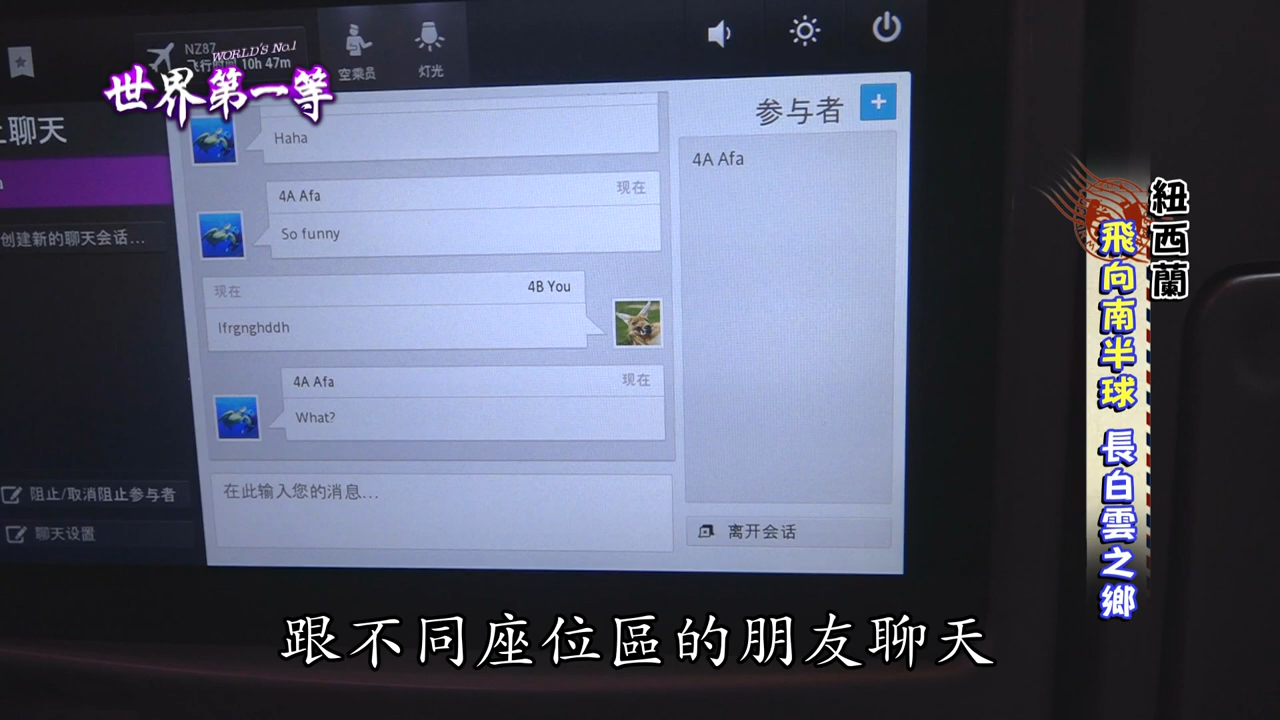 NZ87
飞行时间 10h 47m
WORLD'S No.1
世界第一等
空乘员
灯光
上聊天
创建新的聊天会话...
阻止/取消阻止参与者
聊天设置
Haha
4A Afa
现在
So funny
现在
4B You
lfrgnghddh
4A Afa
现在
What?
在此输入您的消息...
参与者
+
4A Afa
离开会话
紐西蘭
飛向南半球 長白雲之鄉
跟不同座位區的朋友聊天